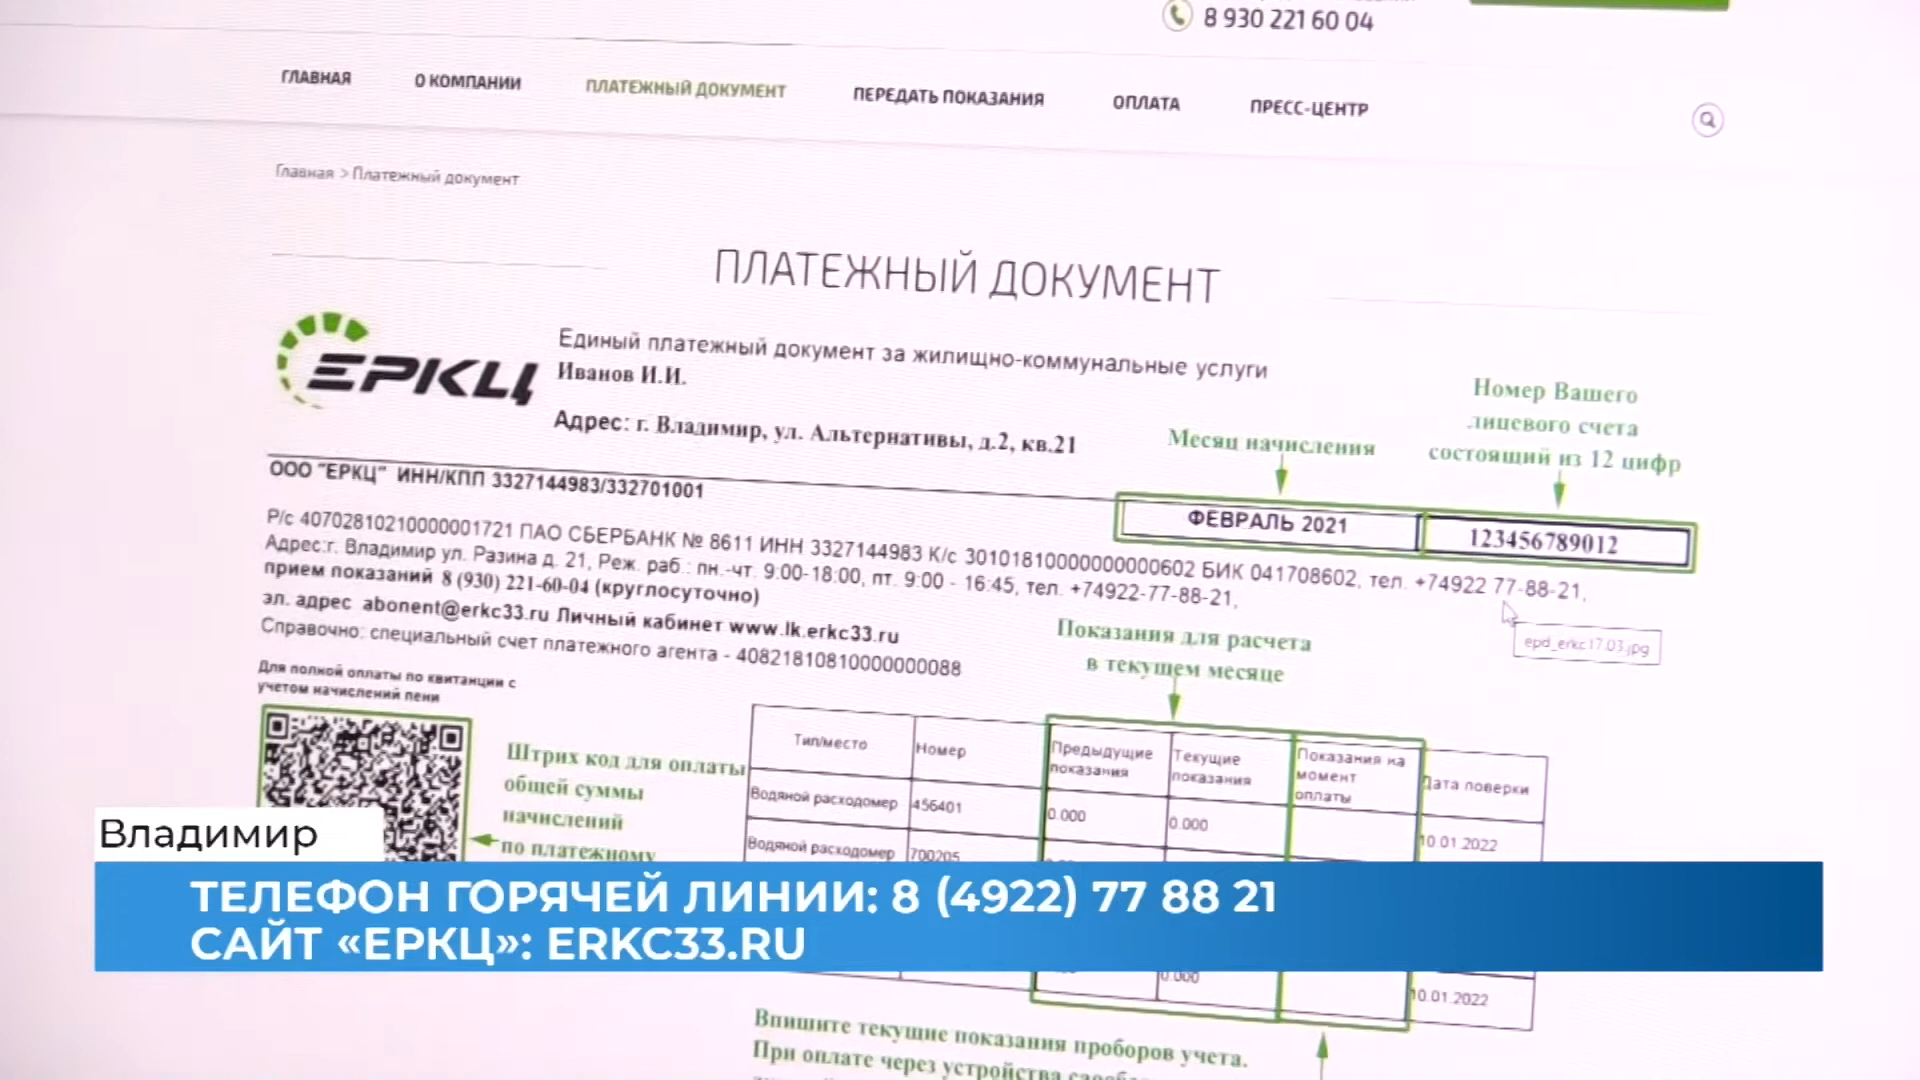 8 930 221 60 04
ГЛАВНАЯ О КОМПАНИИ ПЛАТЕЖНЫЙ ДОКУМЕНТ ПЕРЕДАТЬ ПОКАЗАНИЯ ОПЛАТА ПРЕСС-ЦЕНТР
Главная > Платежный документ
ПЛАТЕЖНЫЙ ДОКУМЕНТ
ЕРКЦ
Единый платежный документ за жилищно-коммунальные услуги
Иванов И.И.
Адрес: г. Владимир, ул. Альтернативы, д.2, кв.21
Месяц начисления
Номер Вашего
лицевого счета
состоящий из 12 цифр
ООО "ЕРКЦ" ИНН/КПП 3327144983/332701001
ФЕВРАЛЬ 2021 123456789012
Р/с 40702810210000001721 ПАО СБЕРБАНК № 8611 ИНН 3327144983 К/с 30101810000000000602 БИК 041708602, тел. +74922 77-88-21,
Адрес:г. Владимир ул. Разина д. 21, Реж. раб.: пн.-чт. 9:00-18:00, пт. 9:00 - 16:45, тел. +74922-77-88-21,
прием показаний 8 (930) 221-60-04 (круглосуточно)
эл. адрес abonent@erkc33.ru Личный кабинет www.lk.erkc33.ru
Справочно: специальный счет платежного агента - 40821810810000000088
epd_erkc17.03.jpg
Для полной оплаты по квитанции с
учетом начислений пени
Показания для расчета
в текущем месяце
Штрих код для оплаты
общей суммы
начислений
по платежному
Тип/место Номер Предыдущие показания Текущие показания Показания на момент оплаты Дата поверки
Водяной расходомер 456401 0.000 0.000 10.01.2022
Водяной расходомер 700205
0.000 10.01.2022
Владимир
ТЕЛЕФОН ГОРЯЧЕЙ ЛИНИИ: 8 (4922) 77 88 21
САЙТ «ЕРКЦ»: ERKC33.RU
Впишите текущие показания проборов учета.
При оплате через устройства